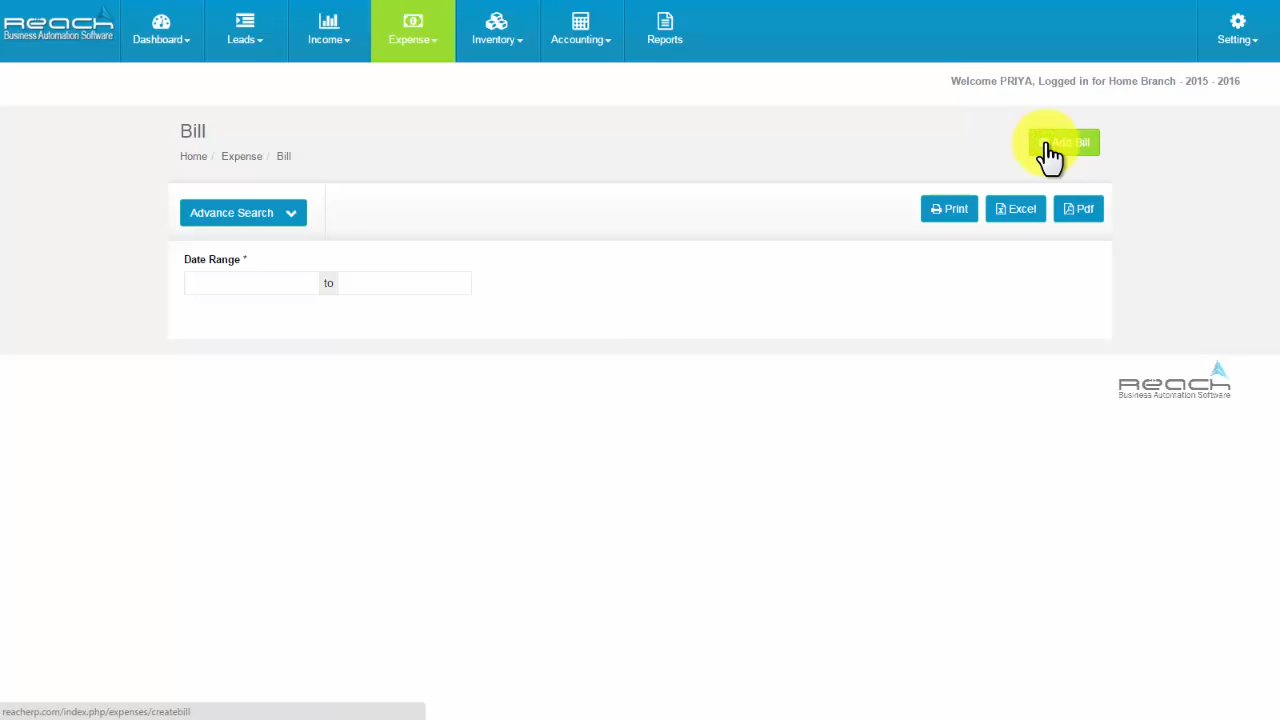 Reach
Business Automation Software
Dashboard
Leads
Income
Expense
Inventory
Accounting
Reports
Setting
Welcome PRIYA, Logged in for Home Branch - 2015 - 2016
Bill
Add Bill
Home / Expense / Bill
Advance Search
Print
Excel
Pdf
Date Range *
to
Reach
Business Automation Software
reacherp.com/index.php/expenses/createbill